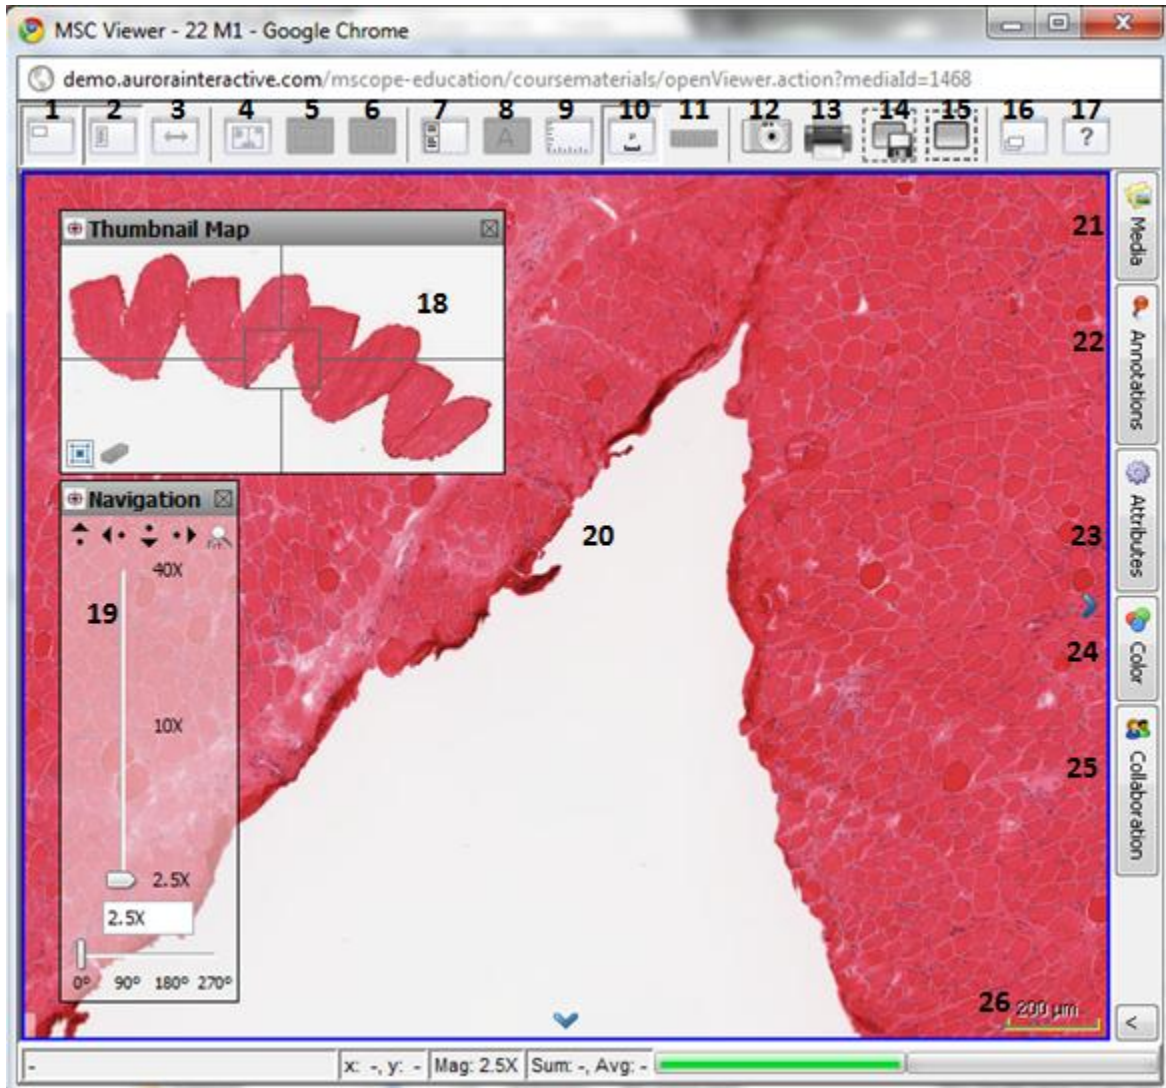 MSC Viewer - 22 M1 - Google Chrome
demo.aurorainteractive.com/mscope-education/coursematerials/openViewer.action?mediaId=1468
1 2 3 4 5 6 7 8 9 10 11 12 13 14 15 16 17
A
?
Thumbnail Map
18
Navigation
19
40X
10X
2.5X
2.5X
0° 90° 180° 270°
20
21
Media
22
Annotations
23
Attributes
24
Color
25
Collaboration
26 200 µm
<
- x: -, y: - Mag: 2.5X Sum: -, Avg: -